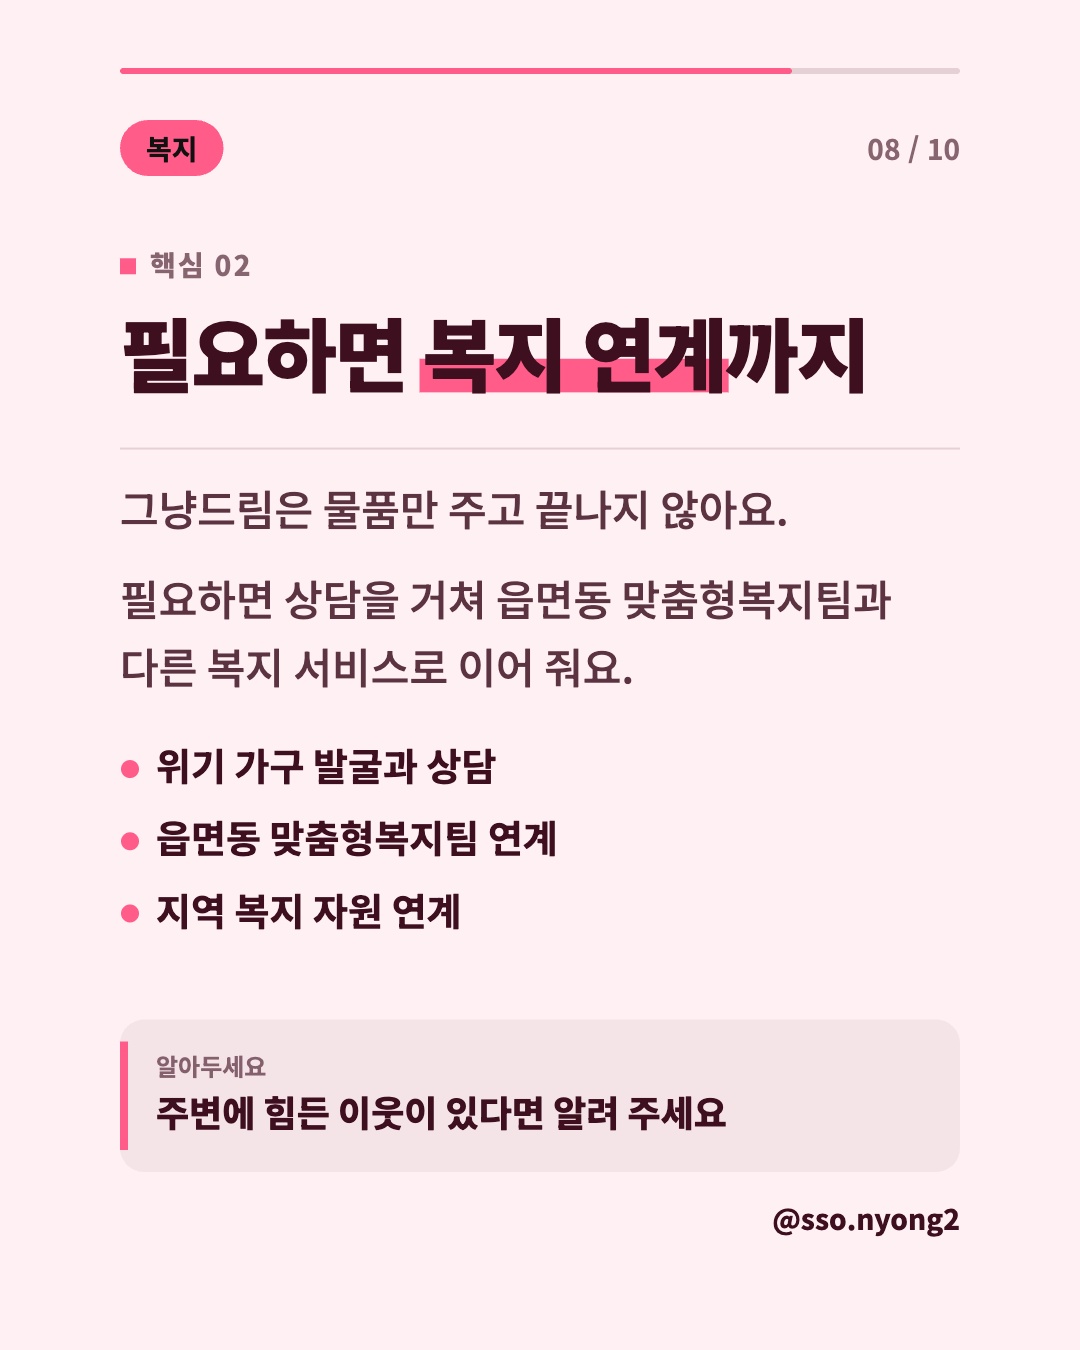 복지
08 / 10
핵심 02
필요하면 복지 연계까지
그냥드림은 물품만 주고 끝나지 않아요.
필요하면 상담을 거쳐 읍면동 맞춤형복지팀과
다른 복지 서비스로 이어 줘요.
위기 가구 발굴과 상담
읍면동 맞춤형복지팀 연계
지역 복지 자원 연계
알아두세요
주변에 힘든 이웃이 있다면 알려 주세요
@sso.nyong2